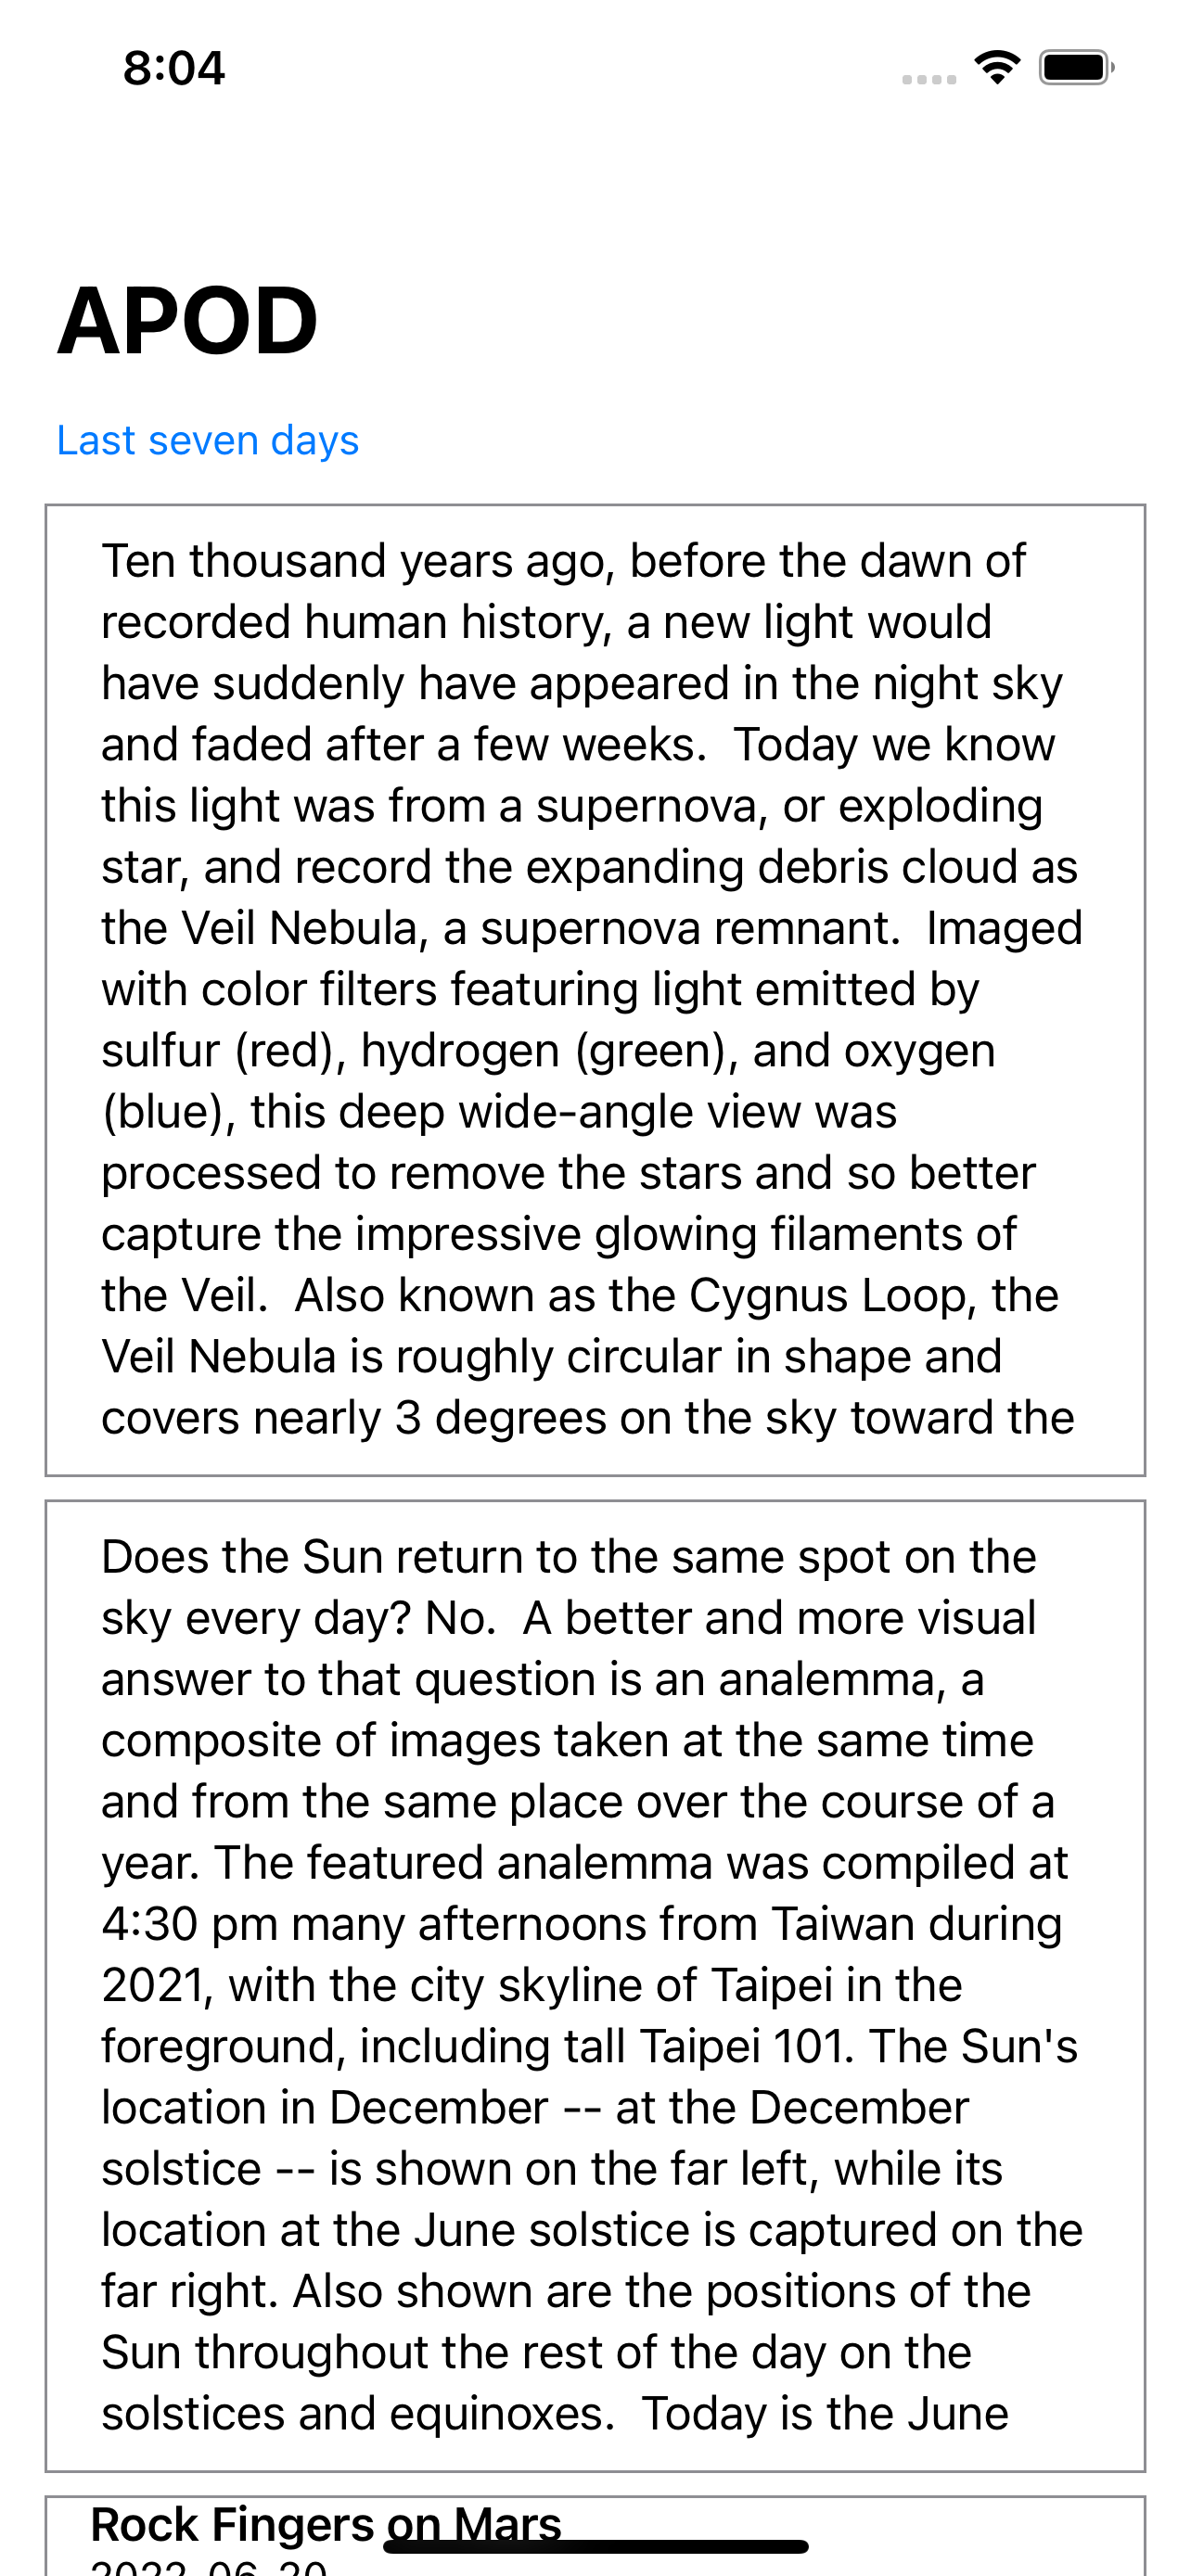 8:04
APOD
Last seven days
Ten thousand years ago, before the dawn of
recorded human history, a new light would
have suddenly have appeared in the night sky
and faded after a few weeks.  Today we know
this light was from a supernova, or exploding
star, and record the expanding debris cloud as
the Veil Nebula, a supernova remnant.  Imaged
with color filters featuring light emitted by
sulfur (red), hydrogen (green), and oxygen
(blue), this deep wide-angle view was
processed to remove the stars and so better
capture the impressive glowing filaments of
the Veil.  Also known as the Cygnus Loop, the
Veil Nebula is roughly circular in shape and
covers nearly 3 degrees on the sky toward the
Does the Sun return to the same spot on the
sky every day? No.  A better and more visual
answer to that question is an analemma, a
composite of images taken at the same time
and from the same place over the course of a
year. The featured analemma was compiled at
4:30 pm many afternoons from Taiwan during
2021, with the city skyline of Taipei in the
foreground, including tall Taipei 101. The Sun's
location in December -- at the December
solstice -- is shown on the far left, while its
location at the June solstice is captured on the
far right. Also shown are the positions of the
Sun throughout the rest of the day on the
solstices and equinoxes.  Today is the June
Rock Fingers on Mars
2022-06-20